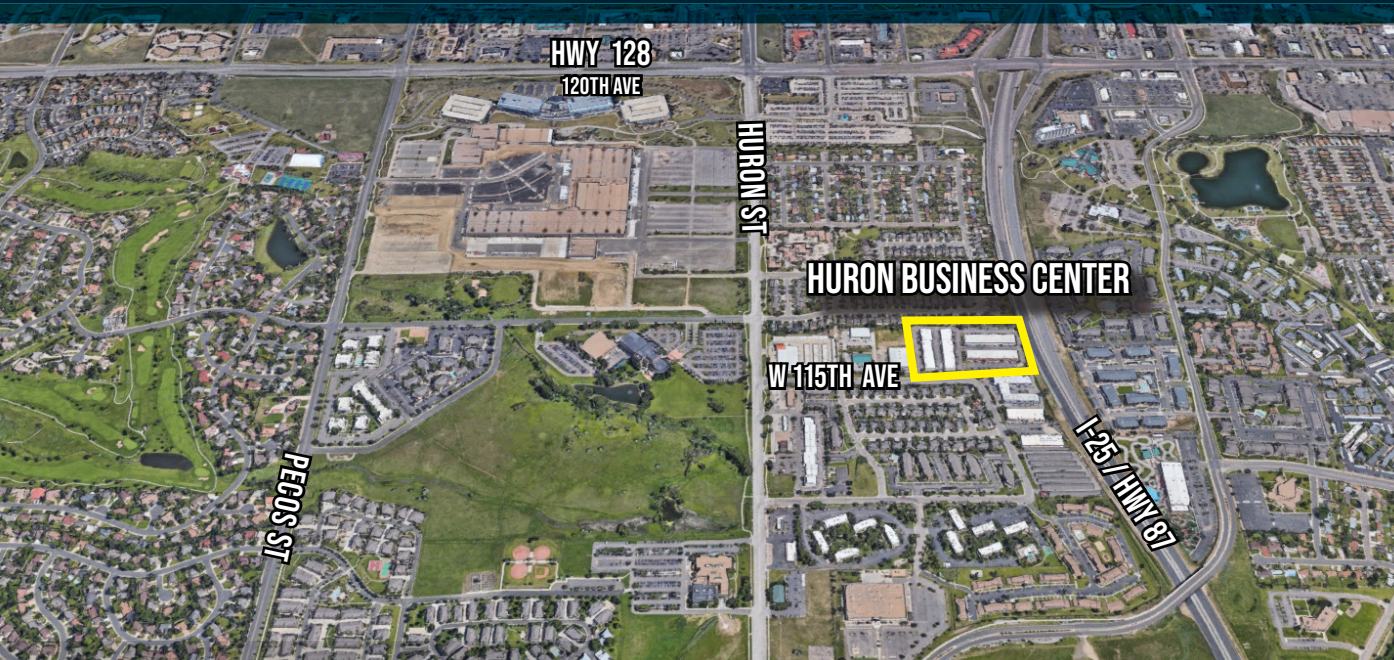 HWY 128
120TH AVE
HURON ST
HURON BUSINESS CENTER
W 115TH AVE
I-25 / HWY 87
PECOS ST